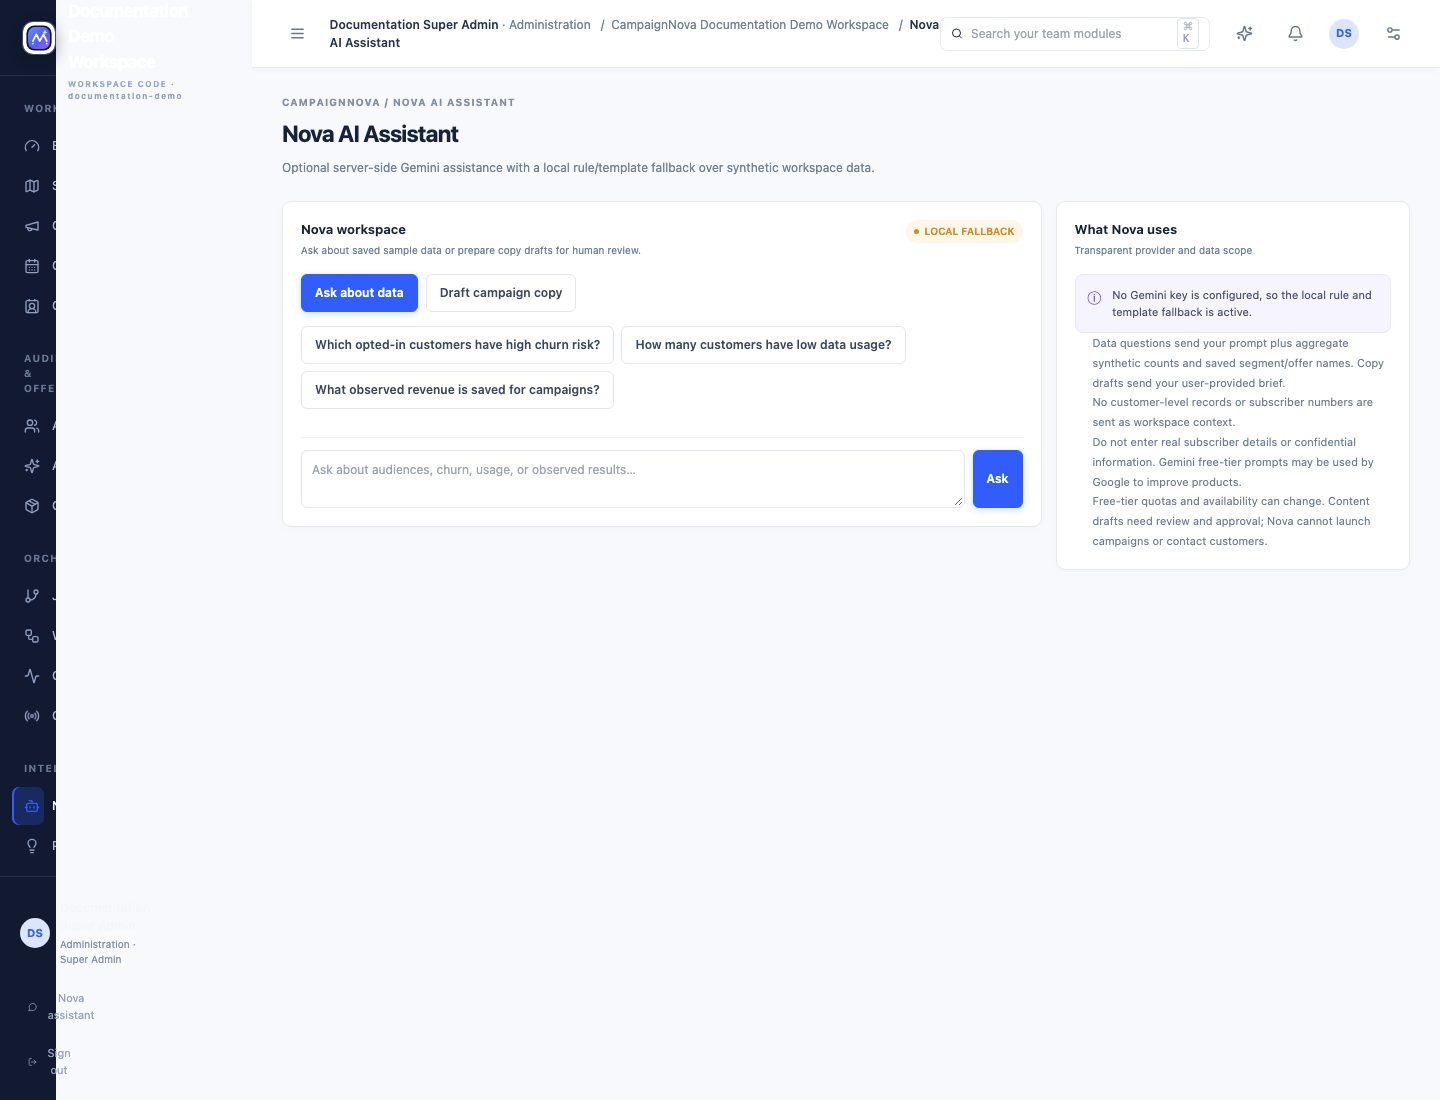 Documentation
Demo
Workspace
WORKSPACE CODE ·
documentation-demo
Documentation Super Admin · Administration / CampaignNova Documentation Demo Workspace / Nova
AI Assistant
Search your team modules
⌘
K
DS
CAMPAIGNNOVA / NOVA AI ASSISTANT
Nova AI Assistant
Optional server-side Gemini assistance with a local rule/template fallback over synthetic workspace data.
Nova workspace
LOCAL FALLBACK
Ask about saved sample data or prepare copy drafts for human review.
Ask about data
Draft campaign copy
Which opted-in customers have high churn risk?
How many customers have low data usage?
What observed revenue is saved for campaigns?
Ask about audiences, churn, usage, or observed results...
Ask
What Nova uses
Transparent provider and data scope
No Gemini key is configured, so the local rule and
template fallback is active.
Data questions send your prompt plus aggregate
synthetic counts and saved segment/offer names. Copy
drafts send your user-provided brief.
No customer-level records or subscriber numbers are
sent as workspace context.
Do not enter real subscriber details or confidential
information. Gemini free-tier prompts may be used by
Google to improve products.
Free-tier quotas and availability can change. Content
drafts need review and approval; Nova cannot launch
campaigns or contact customers.
WORK
AUDI
&
OFFE
ORCH
INTE
DS
Documentation
Super Admin
Administration ·
Super Admin
Nova
assistant
Sign
out